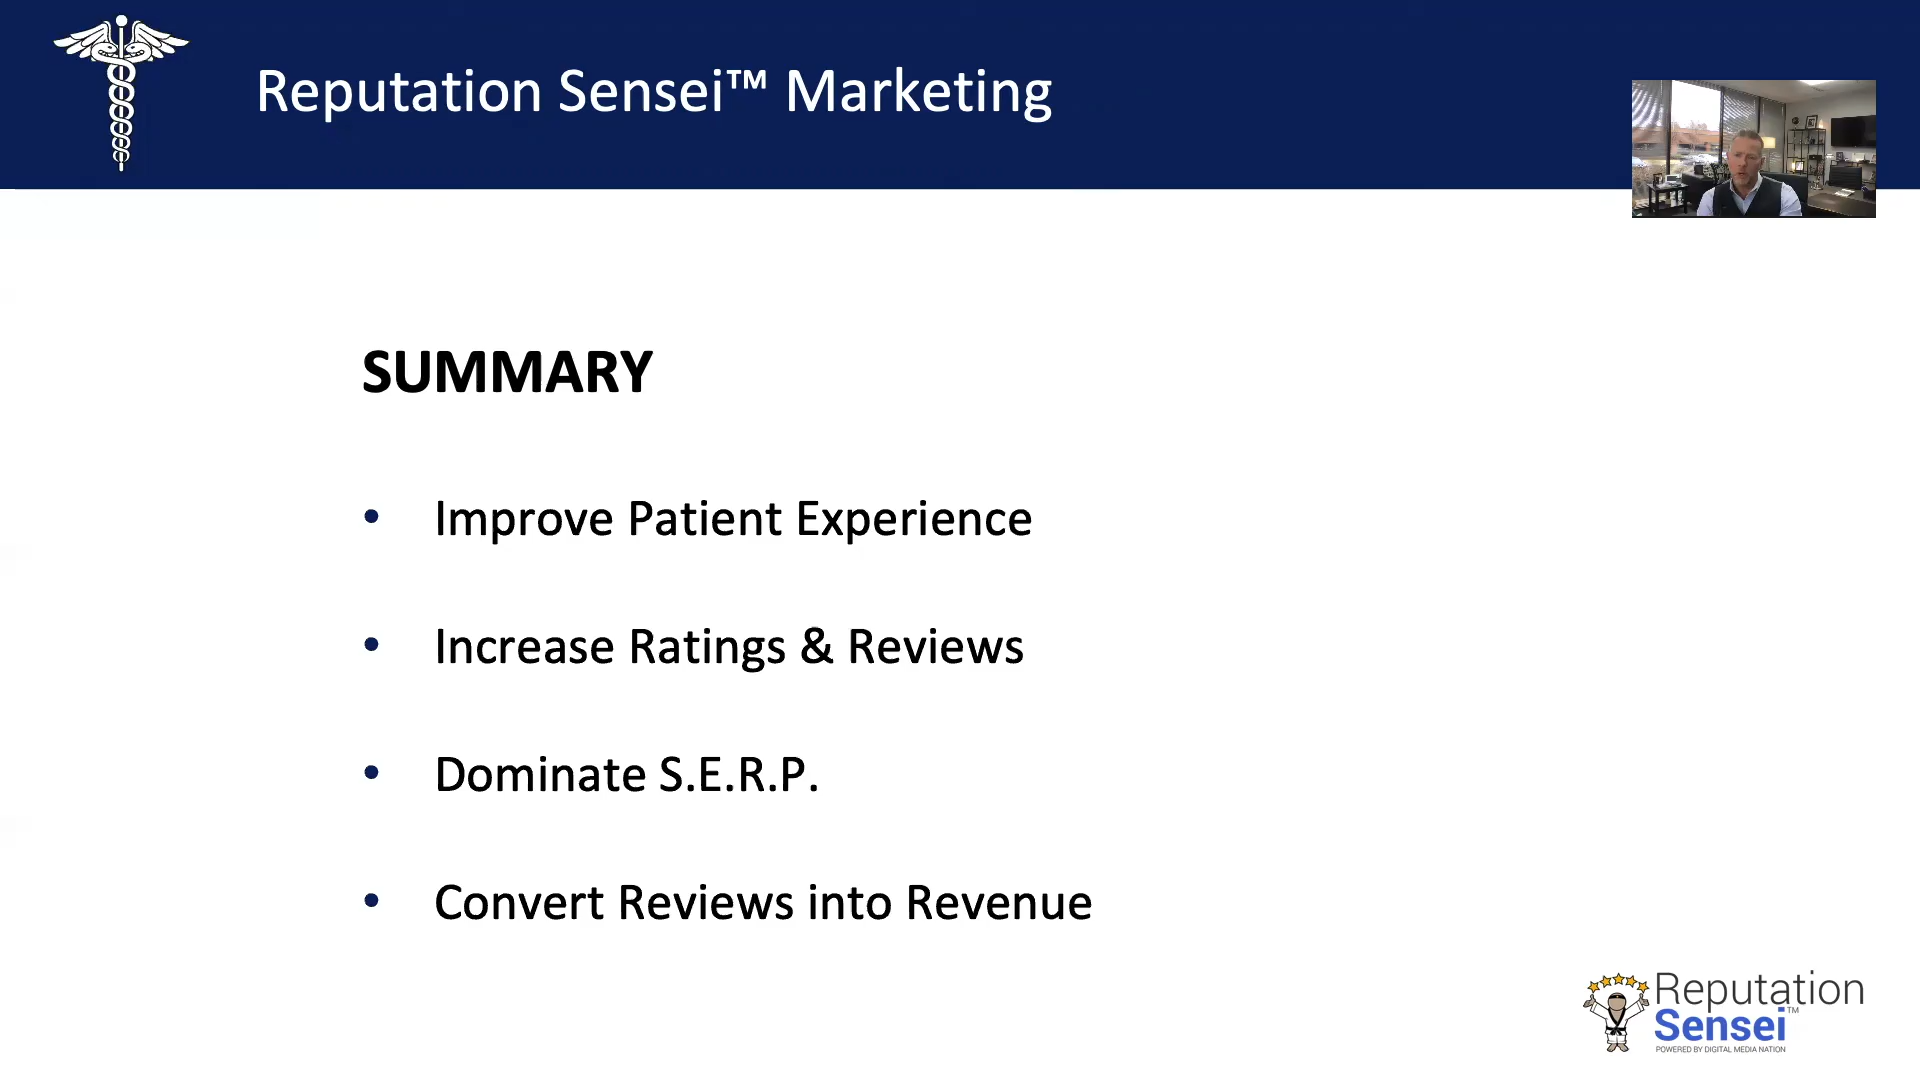 Reputation Sensei™ Marketing
SUMMARY
• Improve Patient Experience
• Increase Ratings & Reviews
• Dominate S.E.R.P.
• Convert Reviews into Revenue
Reputation
Sensei™
POWERED BY DIGITAL MEDIA NATION